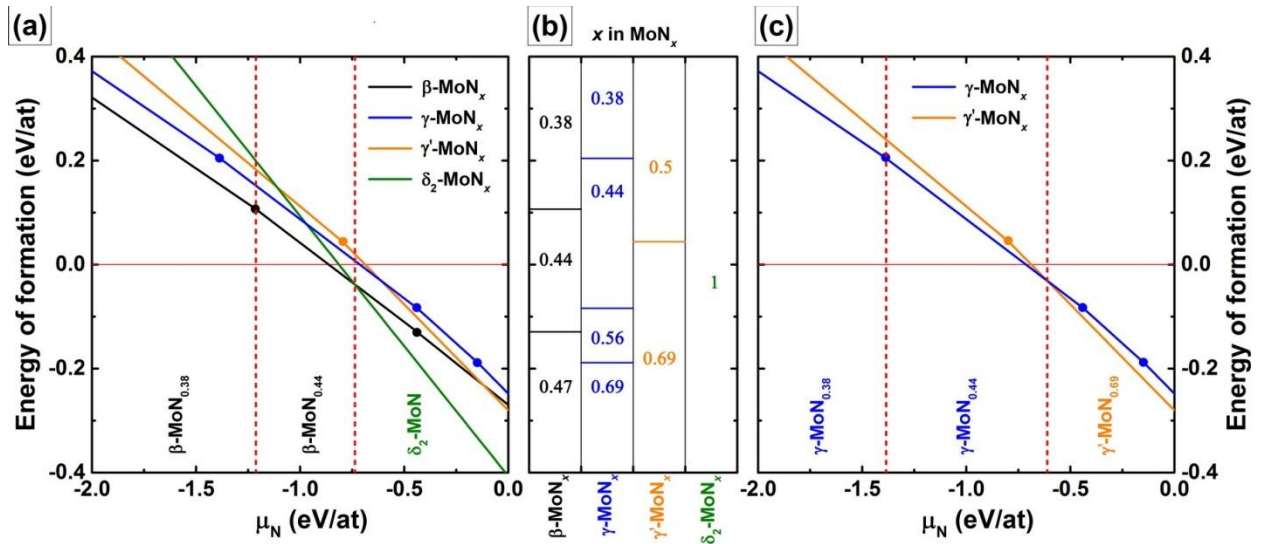 (a)
0.4
0.2
0.0
-0.2
-0.4
Energy of formation (eV/at)
-2.0 -1.5 -1.0 -0.5 0.0
μN (eV/at)
β-MoNx
γ-MoNx
γ'-MoNx
δ2-MoNx
β-MoN0.38
β-MoN0.44
δ2-MoN
(b)
x in MoNx
0.38
0.44
0.47
0.38
0.44
0.56
0.69
0.5
0.69
1
β-MoNx
γ-MoNx
γ'-MoNx
δ2-MoNx
(c)
γ-MoNx
γ'-MoNx
γ-MoN0.38
γ-MoN0.44
γ'-MoN0.69
-2.0 -1.5 -1.0 -0.5 0.0
μN (eV/at)
0.4
0.2
0.0
-0.2
-0.4
Energy of formation (eV/at)